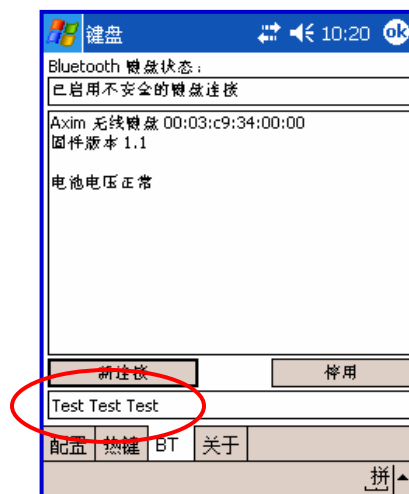 键盘 10:20 ok
Bluetooth 键盘状态:
已启用不安全的键盘连接
Axim 无线键盘 00:03:c9:34:00:00
固件版本 1.1
电池电压正常
新连接 停用
Test Test Test
配置 热键 BT 关于
拼